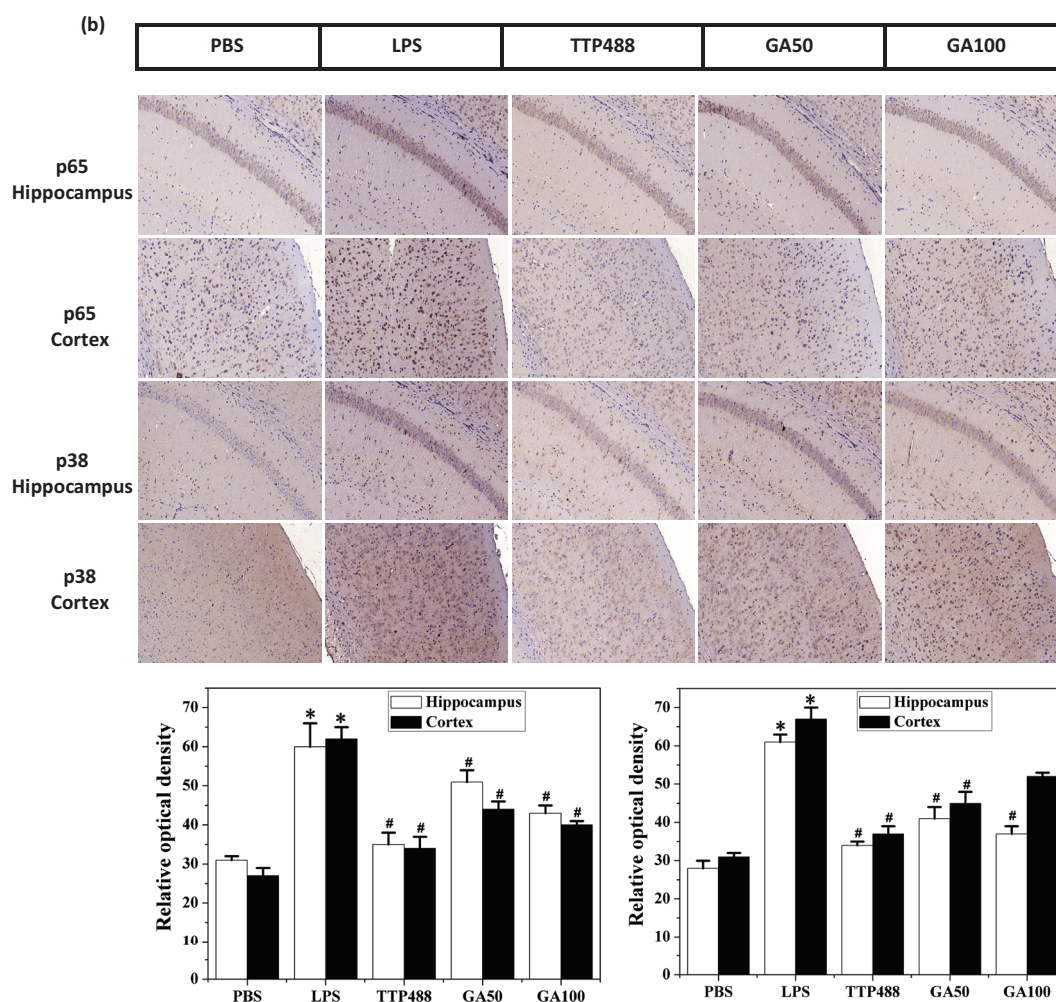 (b)
PBS LPS TTP488 GA50 GA100
p65
Hippocampus
p65
Cortex
p38
Hippocampus
p38
Cortex
Relative optical density
70
60
50
40
30
20
10
0
Hippocampus
Cortex
* *
# # # # # #
PBS LPS TTP488 GA50 GA100
Relative optical density
70
60
50
40
30
20
10
0
Hippocampus
Cortex
* *
# # # # #
PBS LPS TTP488 GA50 GA100